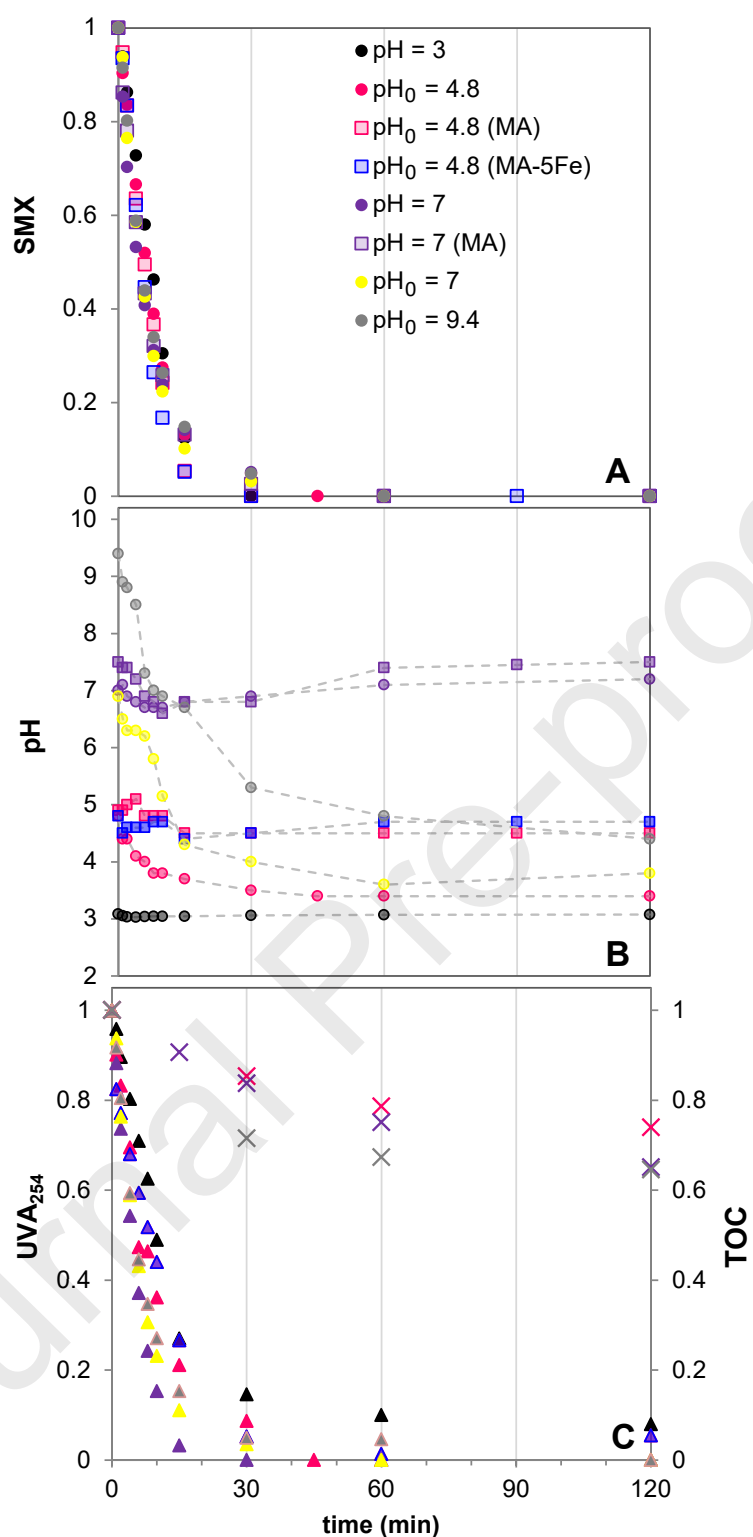 1
0.8
0.6
0.4
0.2
0
SMX
pH = 3
pH₀ = 4.8
pH₀ = 4.8 (MA)
pH₀ = 4.8 (MA-5Fe)
pH = 7
pH = 7 (MA)
pH₀ = 7
pH₀ = 9.4
A
10
9
8
7
6
5
4
3
2
pH
B
1
0.8
0.6
0.4
0.2
0
UVA₂₅₄
1
0.8
0.6
0.4
0.2
0
TOC
C
0 30 60 90 120
time (min)
urnal Pre-proo